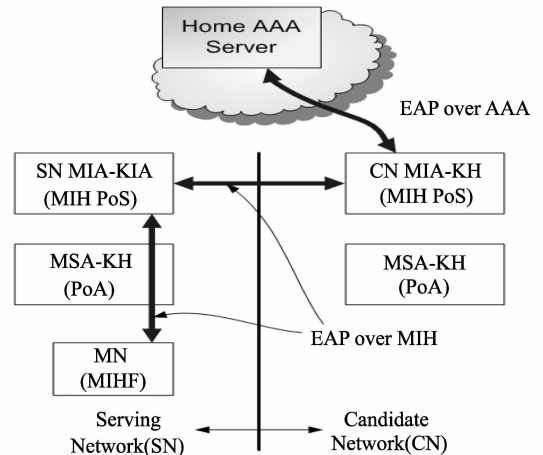 Home AAA
Server
EAP over AAA
SN MIA-KIA
(MIH PoS)
CN MIA-KH
(MIH PoS)
MSA-KH
(PoA)
MSA-KH
(PoA)
EAP over MIH
MN
(MIHF)
Serving
Network(SN)
Candidate
Network(CN)